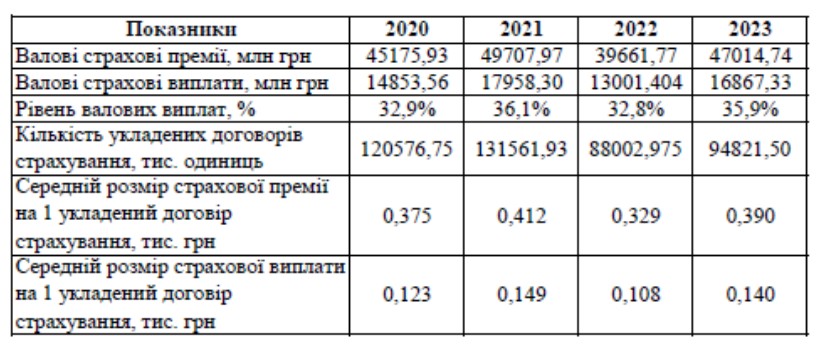 Показники 2020 2021 2022 2023
Валові страхові премії, млн грн 45175,93 49707,97 39661,77 47014,74
Валові страхові виплати, млн грн 14853,56 17958,30 13001,404 16867,33
Рівень валових виплат, % 32,9% 36,1% 32,8% 35,9%
Кількість укладених договорів
страхування, тис. одиниць 120576,75 131561,93 88002,975 94821,50
Середній розмір страхової премії
на 1 укладений договір 0,375 0,412 0,329 0,390
страхування, тис. грн
Середній розмір страхової виплати
на 1 укладений договір 0,123 0,149 0,108 0,140
страхування, тис. грн